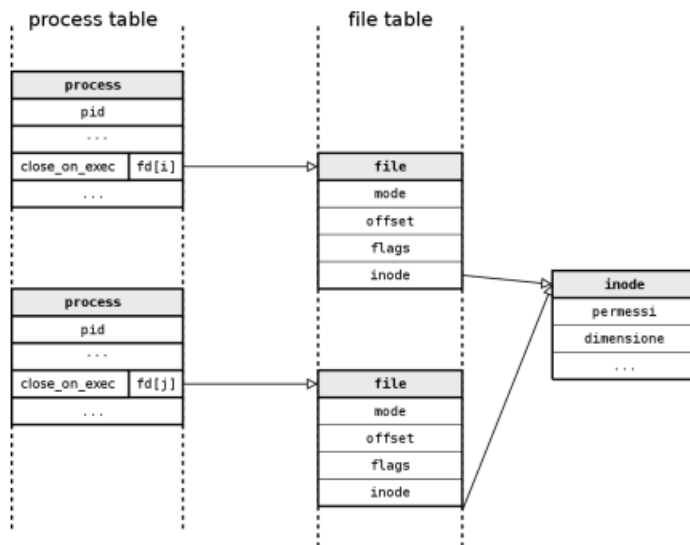 process table
file table
process
pid
...
close_on_exec fd[i]
...
file
mode
offset
flags
inode
process
pid
...
close_on_exec fd[j]
...
file
mode
offset
flags
inode
inode
permessi
dimensione
...